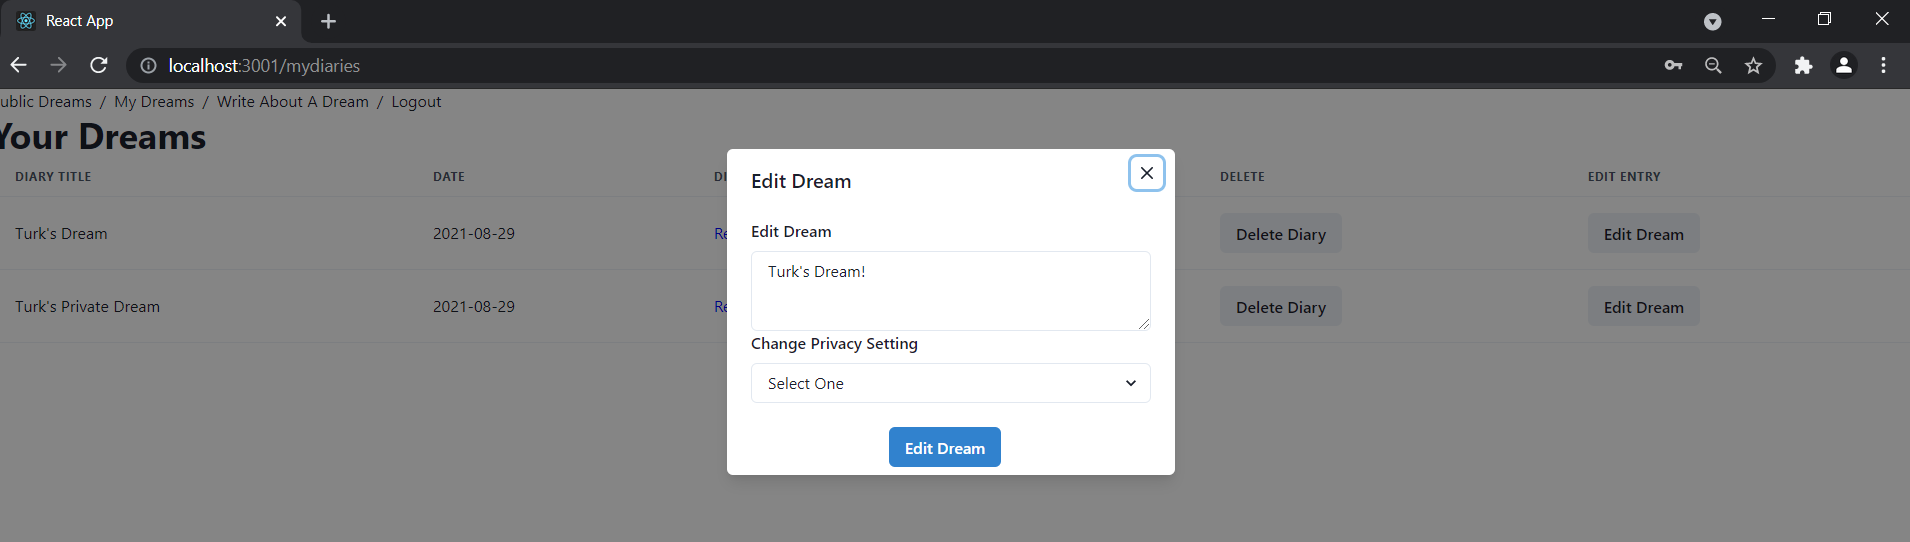 React App
localhost:3001/mydiaries
ublic Dreams / My Dreams / Write About A Dream / Logout
Your Dreams
DIARY TITLE DATE DI DELETE EDIT ENTRY
Turk's Dream 2021-08-29 Re Delete Diary Edit Dream
Turk's Private Dream 2021-08-29 Re Delete Diary Edit Dream
Edit Dream
Edit Dream
Turk's Dream!
Change Privacy Setting
Select One
Edit Dream